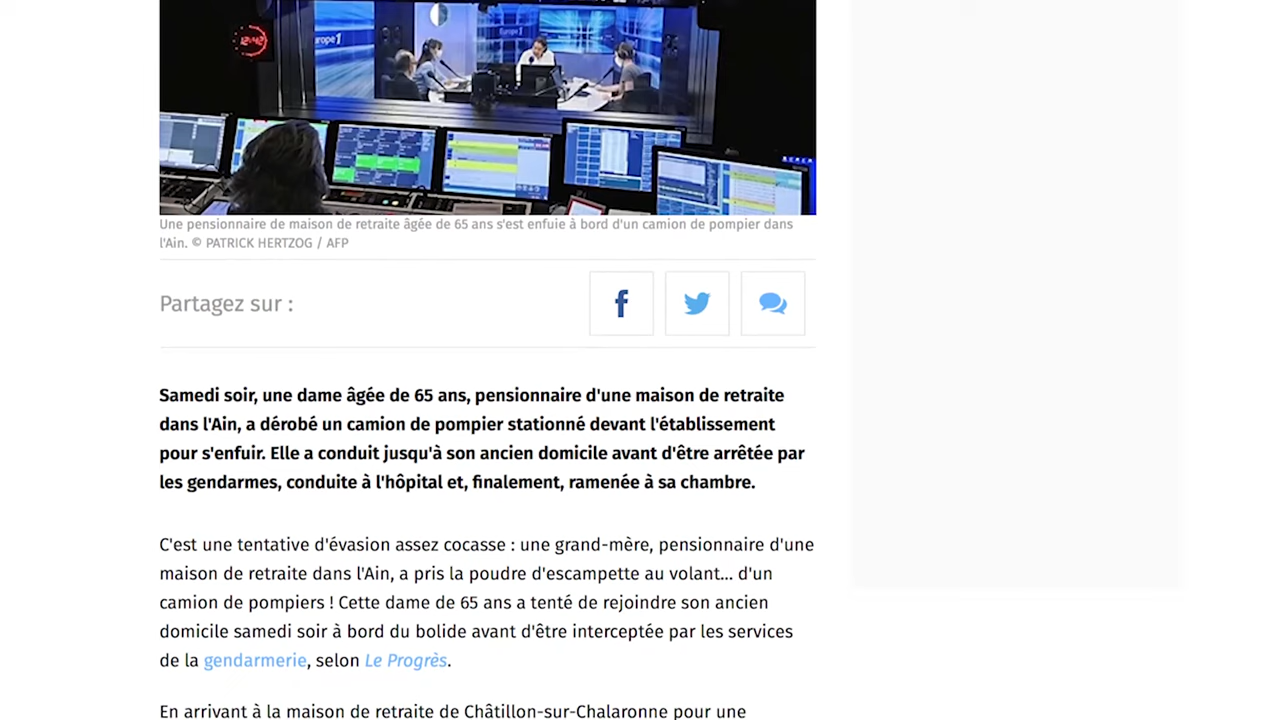 12:42
Europe 1
Europe 1
Une pensionnaire de maison de retraite âgée de 65 ans s'est enfuie à bord d'un camion de pompier dans
l'Ain. © PATRICK HERTZOG / AFP
Partagez sur :
Samedi soir, une dame âgée de 65 ans, pensionnaire d'une maison de retraite
dans l'Ain, a dérobé un camion de pompier stationné devant l'établissement
pour s'enfuir. Elle a conduit jusqu'à son ancien domicile avant d'être arrêtée par
les gendarmes, conduite à l'hôpital et, finalement, ramenée à sa chambre.
C'est une tentative d'évasion assez cocasse : une grand-mère, pensionnaire d'une
maison de retraite dans l'Ain, a pris la poudre d'escampette au volant... d'un
camion de pompiers ! Cette dame de 65 ans a tenté de rejoindre son ancien
domicile samedi soir à bord du bolide avant d'être interceptée par les services
de la gendarmerie, selon Le Progrès.
En arrivant à la maison de retraite de Châtillon-sur-Chalaronne pour une